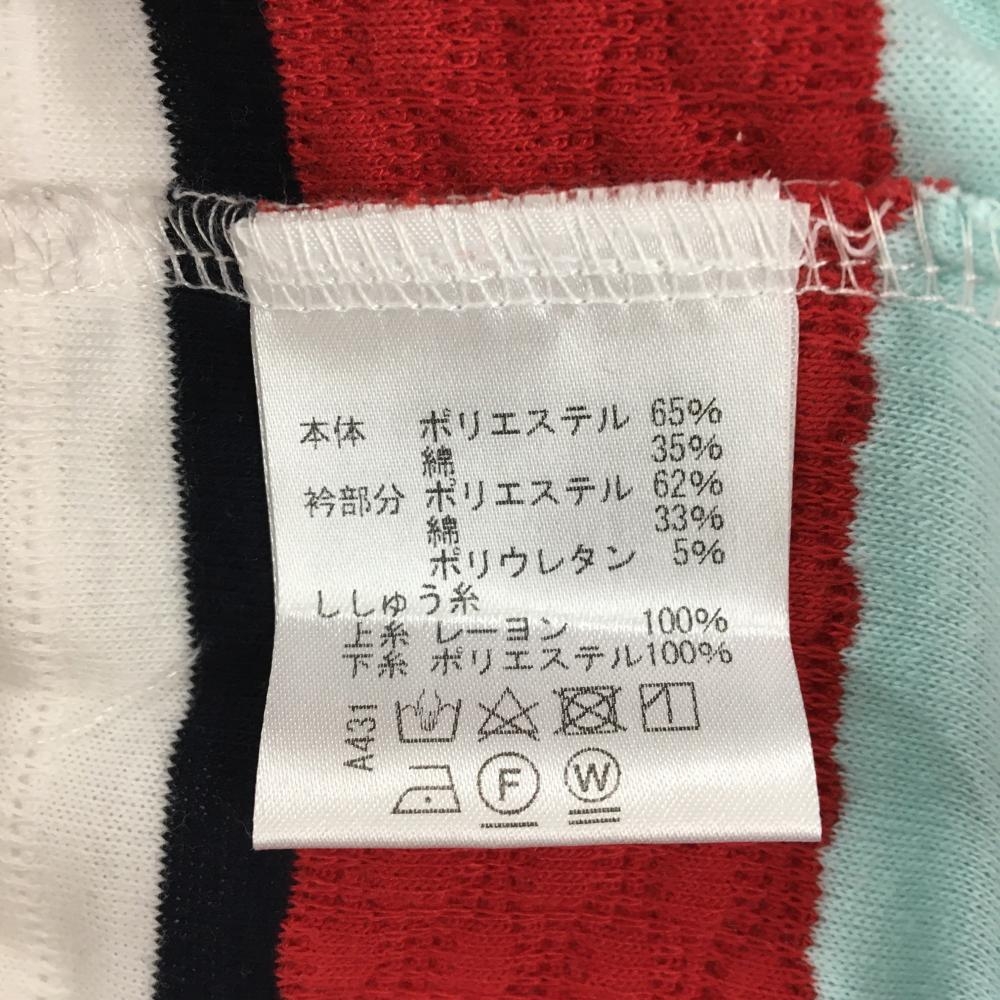 本体 ポリエステル 65%
綿 35%
衿部分 ポリエステル 62%
綿 33%
ポリウレタン 5%
ししゅう糸
上糸 レーヨン 100%
下糸 ポリエステル100%
A431
F W